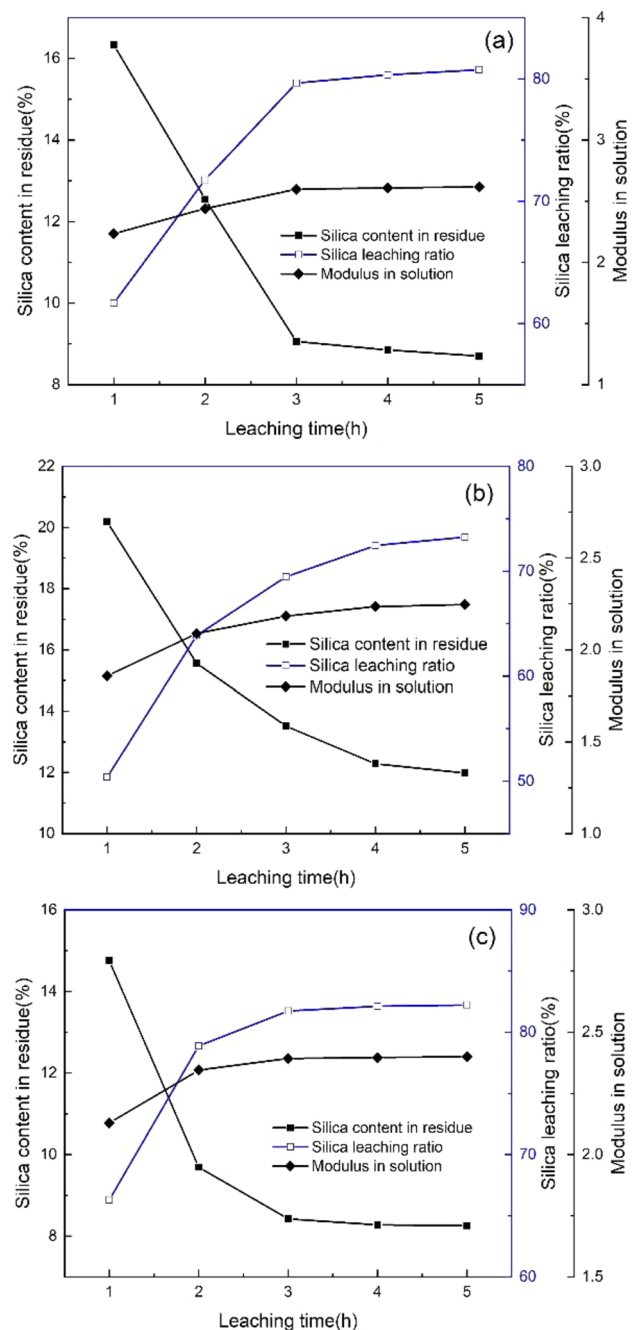 (a)
Silica content in residue(%)
16
14
12
10
8
Silica content in residue
Silica leaching ratio
Modulus in solution
80
70
60
Silica leaching ratio(%)
4
3
2
1
Modulus in solution
1 2 3 4 5
Leaching time(h)
(b)
Silica content in residue(%)
22
20
18
16
14
12
10
Silica content in residue
Silica leaching ratio
Modulus in solution
80
70
60
50
Silica leaching ratio(%)
3.0
2.5
2.0
1.5
1.0
Modulus in solution
1 2 3 4 5
Leaching time(h)
(c)
Silica content in residue(%)
16
14
12
10
8
Silica content in residue
Silica leaching ratio
Modulus in solution
90
80
70
60
Silica leaching ratio(%)
3.0
2.5
2.0
1.5
Modulus in solution
1 2 3 4 5
Leaching time(h)